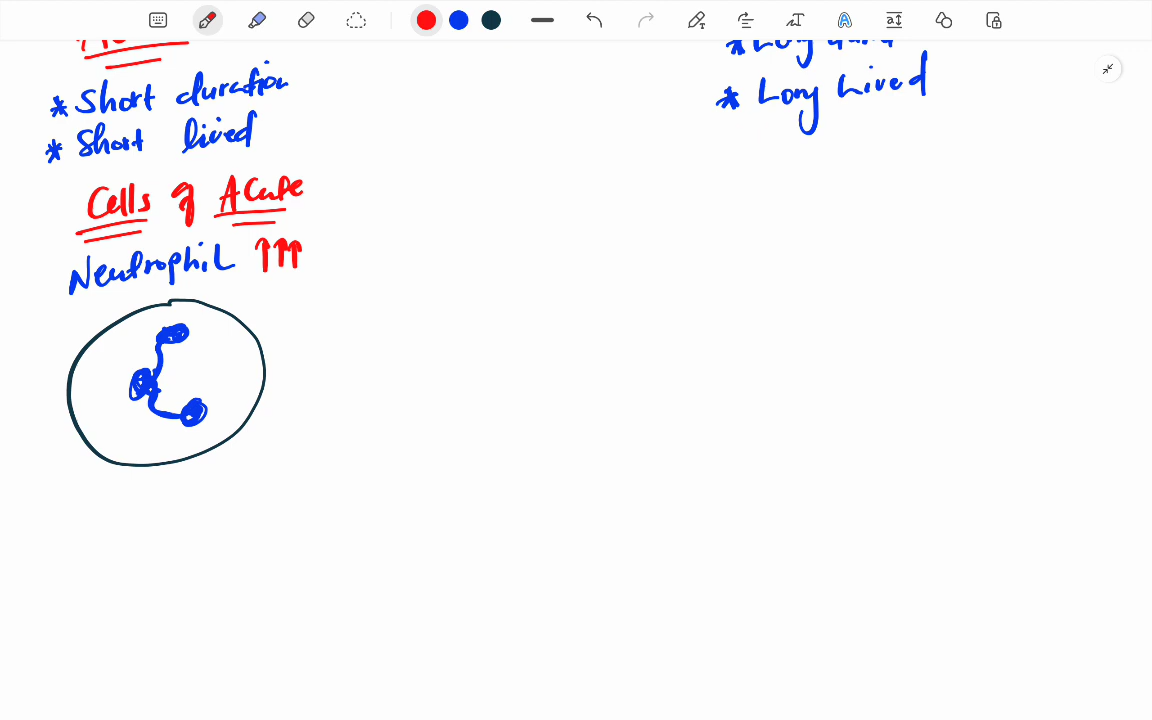 * Short duration
* Short lived
Cells of Acute
Neutrophil ↑↑↑
* Long Lived